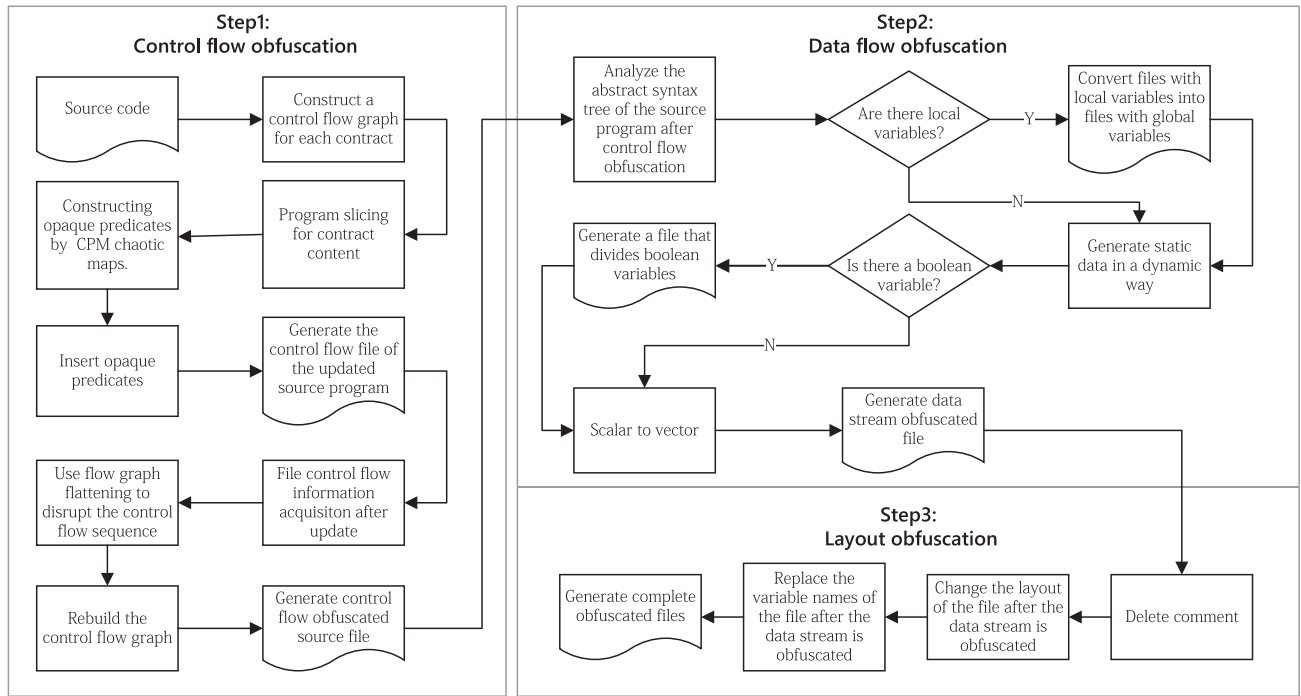 Step1:
Control flow obfuscation
Source code
Construct a
control flow graph
for each contract
Constructing
opaque predicates
by CPM chaotic
maps.
Program slicing
for contract
content
Insert opaque
predicates
Generate the
control flow file of
the updated
source program
Use flow graph
flattening to
disrupt the control
flow sequence
File control flow
information
acquisiton after
update
Rebuild the
control flow graph
Generate control
flow obfuscated
source file
Step2:
Data flow obfuscation
Analyze the
abstract syntax
tree of the source
program after
control flow
obfuscation
Are there local
variables?
Y
Convert files with
local variables into
files with global
variables
N
Generate a file that
divides boolean
variables
Y
Is there a boolean
variable?
Generate static
data in a dynamic
way
N
Scalar to vector
Generate data
stream obfuscated
file
Step3:
Layout obfuscation
Generate complete
obfuscated files
Replace the
variable names
of the file after
the data stream is
obfuscated
Change the layout
of the file after the
data stream is
obfuscated
Delete comment